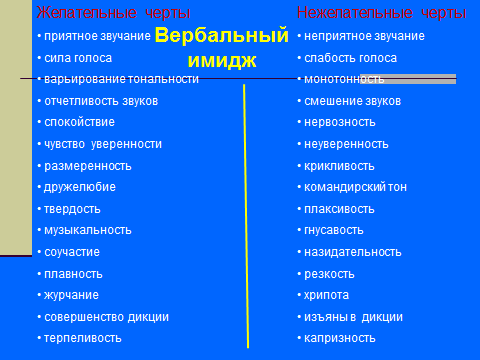 Желательные черты
• приятное звучание
• сила голоса
• варьирование тональности
• отчетливость звуков
• спокойствие
• чувство уверенности
• размеренность
• дружелюбие
• твердость
• музыкальность
• соучастие
• плавность
• журчание
• совершенство дикции
• терпеливость
Вербальный
имидж
Нежелательные черты
• неприятное звучание
• слабость голоса
• монотонность
• смешение звуков
• нервозность
• неуверенность
• крикливость
• командирский тон
• плаксивость
• гнусавость
• назидательность
• резкость
• хрипота
• изъяны в дикции
• капризность